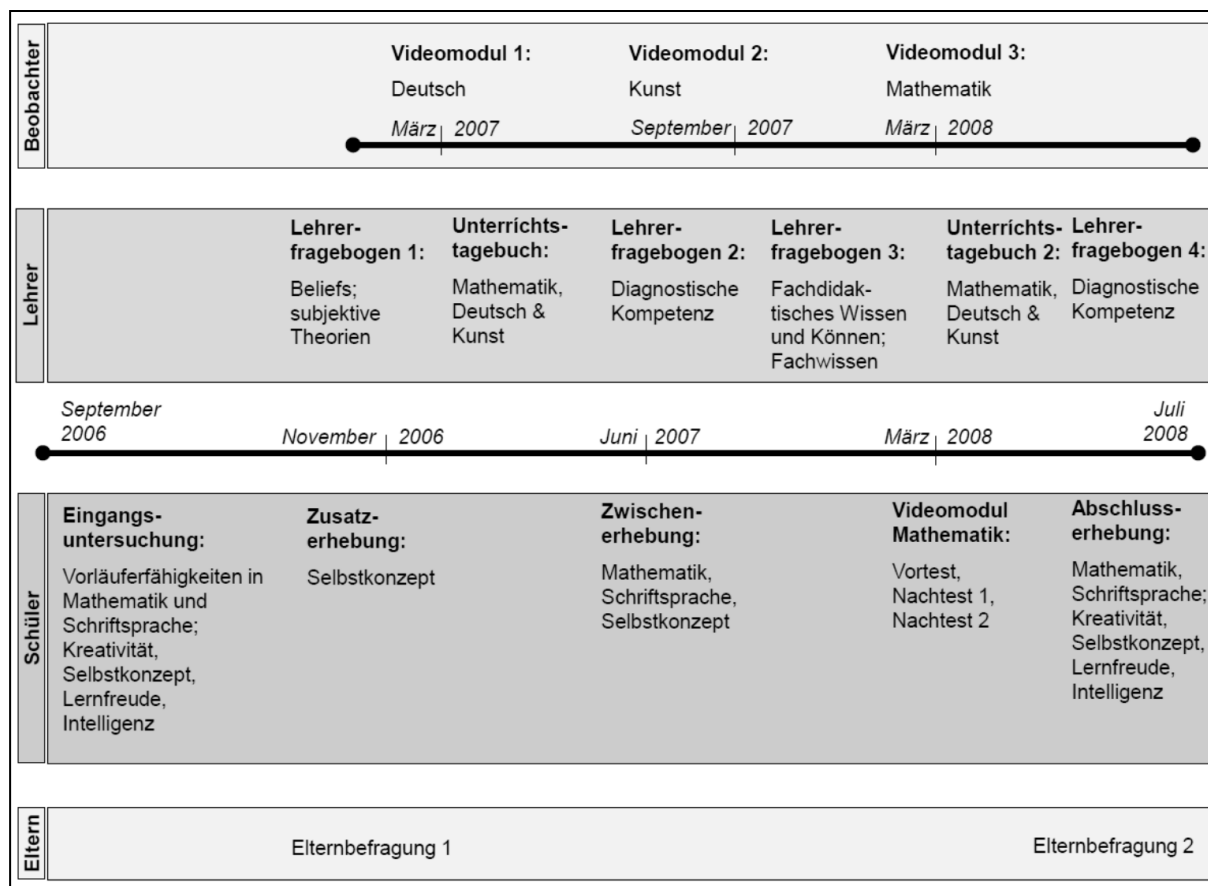 Beobachter
Videomodul 1:
Deutsch
Videomodul 2:
Kunst
Videomodul 3:
Mathematik
März 2007
September 2007
März 2008
Lehrer
Lehrer-
fragebogen 1:
Beliefs;
subjektive
Theorien
Unterrichts-
tagebuch:
Mathematik,
Deutsch &
Kunst
Lehrer-
fragebogen 2:
Diagnostische
Kompetenz
Lehrer-
fragebogen 3:
Fachdidak-
tisches Wissen
und Können;
Fachwissen
Unterrichts-
tagebuch 2:
Mathematik,
Deutsch &
Kunst
Lehrer-
fragebogen 4:
Diagnostische
Kompetenz
September
2006
November 2006
Juni 2007
März 2008
Juli
2008
Schüler
Eingangs-
untersuchung:
Vorläuferfähigkeiten in
Mathematik und
Schriftsprache;
Kreativität,
Selbstkonzept,
Lernfreude,
Intelligenz
Zusatz-
erhebung:
Selbstkonzept
Zwischen-
erhebung:
Mathematik,
Schriftsprache,
Selbstkonzept
Videomodul
Mathematik:
Vortest,
Nachtest 1,
Nachtest 2
Abschluss-
erhebung:
Mathematik,
Schriftsprache;
Kreativität,
Selbstkonzept,
Lernfreude,
Intelligenz
Eltern
Elternbefragung 1
Elternbefragung 2